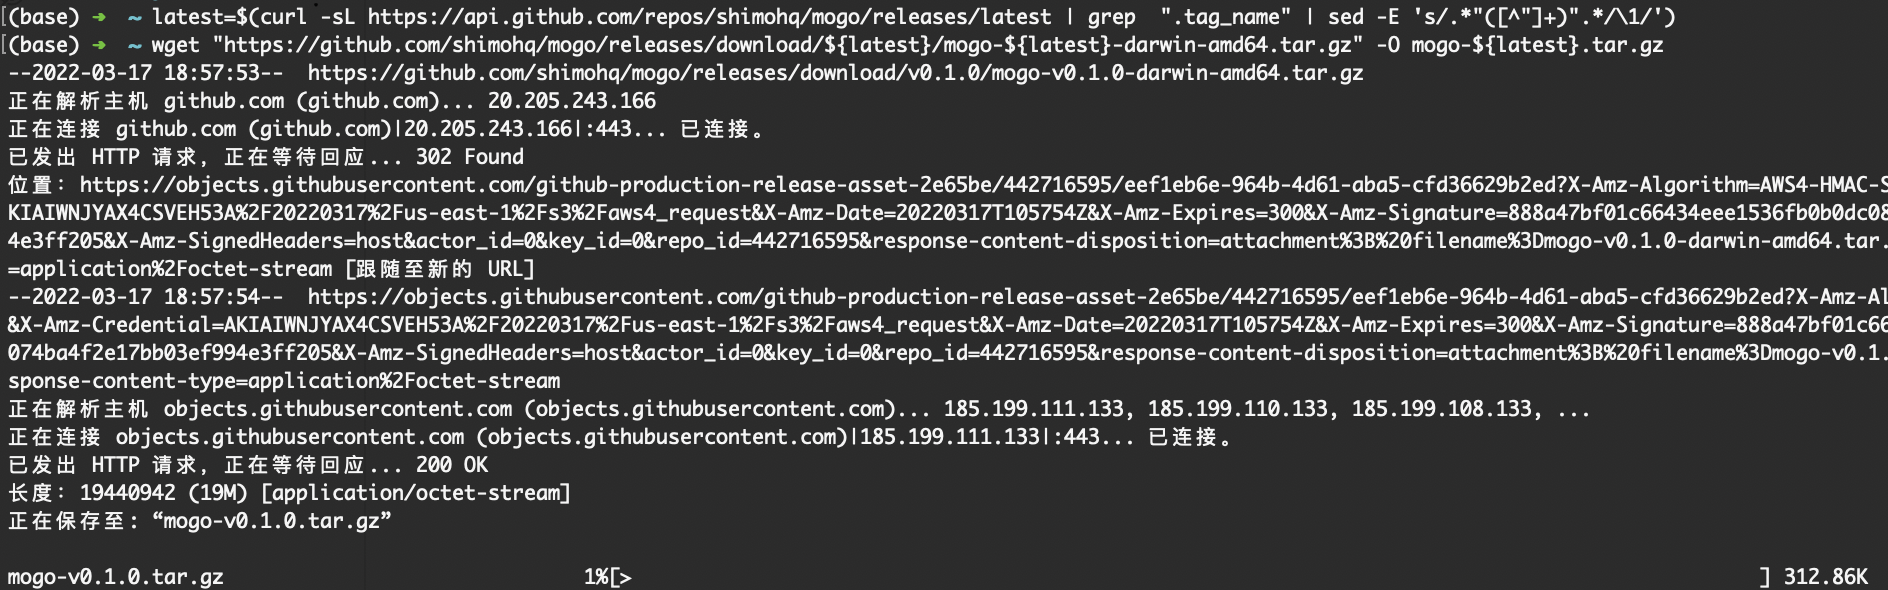 (base) ➜ ~ latest=$(curl -sL https://api.github.com/repos/shimohq/mogo/releases/latest | grep  ".tag_name" | sed -E 's/.*"([^"]+)".*/\1/')
(base) ➜ ~ wget "https://github.com/shimohq/mogo/releases/download/${latest}/mogo-${latest}-darwin-amd64.tar.gz" -O mogo-${latest}.tar.gz
--2022-03-17 18:57:53--  https://github.com/shimohq/mogo/releases/download/v0.1.0/mogo-v0.1.0-darwin-amd64.tar.gz
正在解析主机 github.com (github.com)... 20.205.243.166
正在连接 github.com (github.com)|20.205.243.166|:443... 已连接。
已发出 HTTP 请求，正在等待回应... 302 Found
位置：https://objects.githubusercontent.com/github-production-release-asset-2e65be/442716595/eef1eb6e-964b-4d61-aba5-cfd36629b2ed?X-Amz-Algorithm=AWS4-HMAC-S
KIAIWNJYAX4CSVEH53A%2F20220317%2Fus-east-1%2Fs3%2Faws4_request&X-Amz-Date=20220317T105754Z&X-Amz-Expires=300&X-Amz-Signature=888a47bf01c66434eee1536fb0b0dc08
4e3ff205&X-Amz-SignedHeaders=host&actor_id=0&key_id=0&repo_id=442716595&response-content-disposition=attachment%3B%20filename%3Dmogo-v0.1.0-darwin-amd64.tar.
=application%2Foctet-stream [跟随至新的 URL]
--2022-03-17 18:57:54--  https://objects.githubusercontent.com/github-production-release-asset-2e65be/442716595/eef1eb6e-964b-4d61-aba5-cfd36629b2ed?X-Amz-Al
&X-Amz-Credential=AKIAIWNJYAX4CSVEH53A%2F20220317%2Fus-east-1%2Fs3%2Faws4_request&X-Amz-Date=20220317T105754Z&X-Amz-Expires=300&X-Amz-Signature=888a47bf01c66
074ba4f2e17bb03ef994e3ff205&X-Amz-SignedHeaders=host&actor_id=0&key_id=0&repo_id=442716595&response-content-disposition=attachment%3B%20filename%3Dmogo-v0.1.
sponse-content-type=application%2Foctet-stream
正在解析主机 objects.githubusercontent.com (objects.githubusercontent.com)... 185.199.111.133, 185.199.110.133, 185.199.108.133, ...
正在连接 objects.githubusercontent.com (objects.githubusercontent.com)|185.199.111.133|:443... 已连接。
已发出 HTTP 请求，正在等待回应... 200 OK
长度：19440942 (19M) [application/octet-stream]
正在保存至: “mogo-v0.1.0.tar.gz”
mogo-v0.1.0.tar.gz 1%[> ] 312.86K